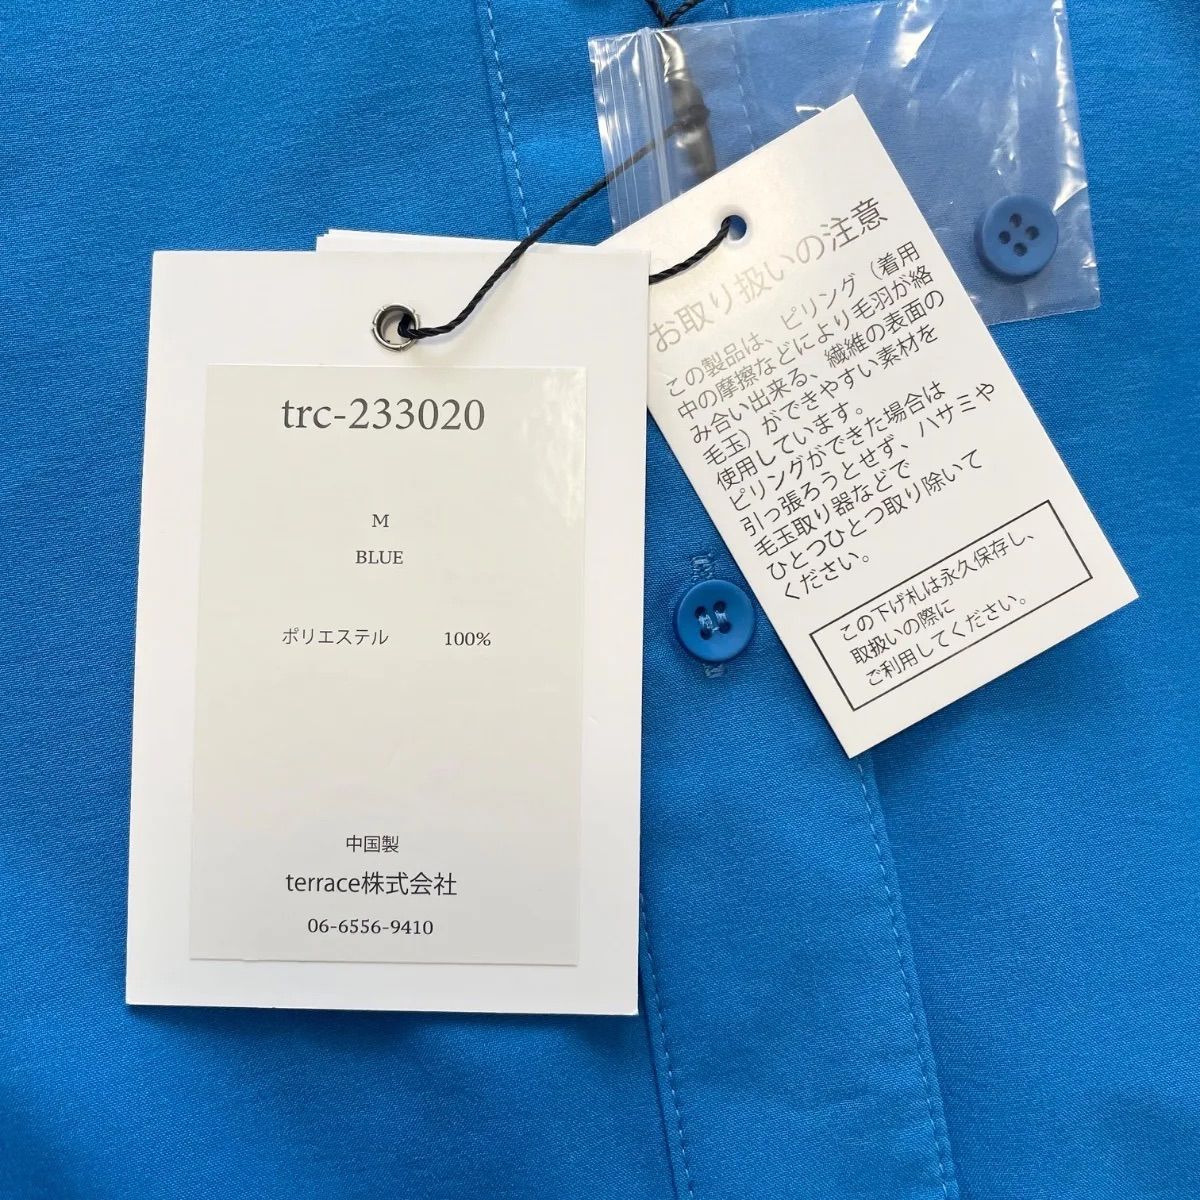 trc-233020
M
BLUE
ポリエステル 100%
中国製
terrace株式会社
06-6556-9410
お取り扱いの注意
この製品は、ピリング（着用
中の摩擦などにより毛羽が絡
み合い出来る、繊維の表面の
毛玉）ができやすい素材を
使用しています。
ピリングができた場合は
引っ張ろうとせず、ハサミや
毛玉取り器などで
ひとつひとつ取り除いて
ください。
この下げ札は永久保存し、
取扱いの際に
ご利用してください。